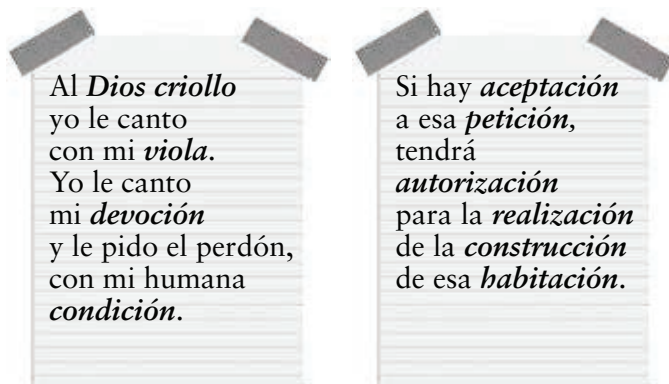 Al Dios criollo
yo le canto
con mi viola.
Yo le canto
mi devoción
y le pido el perdón,
con mi humana
condición.
Si hay aceptación
a esa petición,
tendrá
autorización
para la realización
de la construcción
de esa habitación.